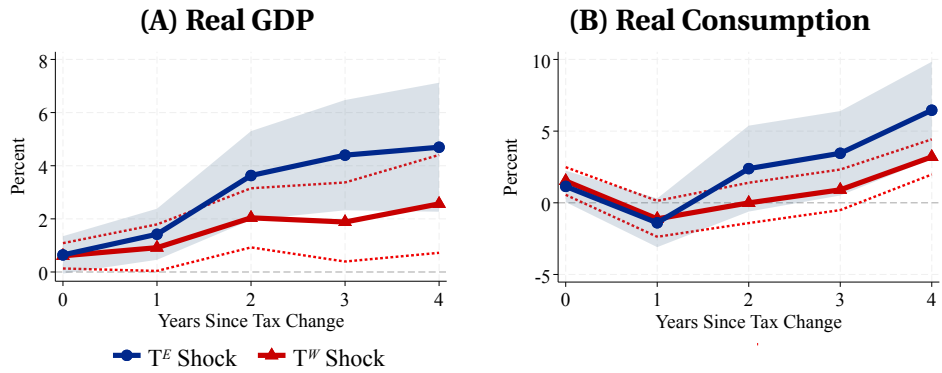 (A) Real GDP
Percent
8
6
4
2
0
0 1 2 3 4
Years Since Tax Change
(B) Real Consumption
Percent
10
5
0
-5
0 1 2 3 4
Years Since Tax Change
T^E Shock T^W Shock